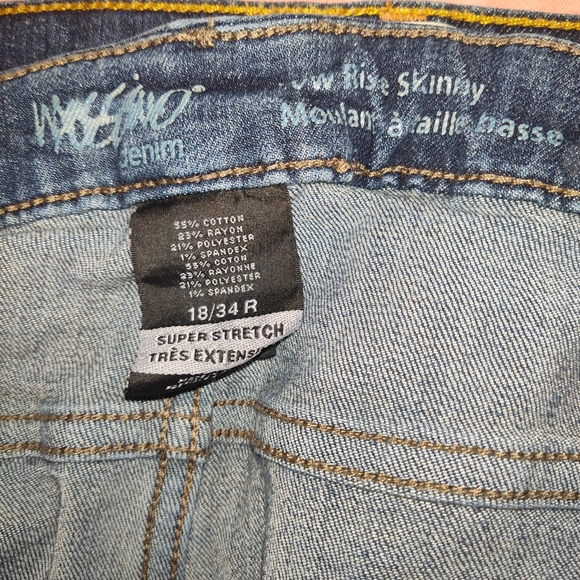 MOSSIMO
denim
Low Rise Skinny
Moulant à taille basse
55% COTTON
23% RAYON
21% POLYESTER
1% SPANDEX
55% COTON
23% RAYONNE
21% POLYESTER
1% SPANDEX
18/34 R
SUPER STRETCH
TRÈS EXTENSI